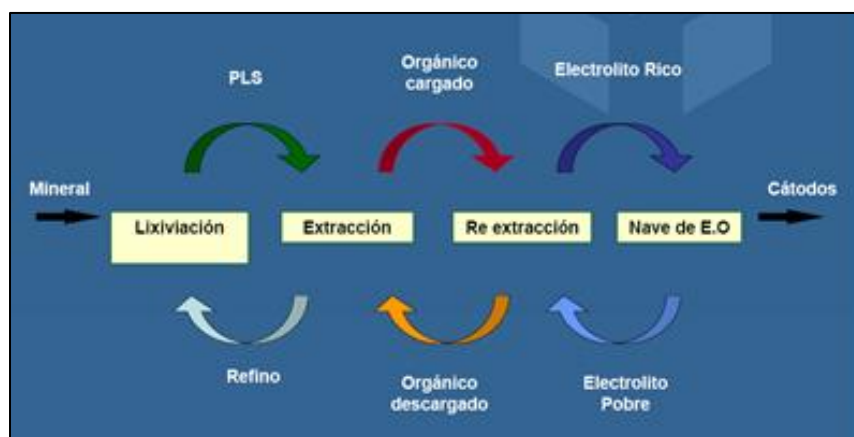 PLS
Orgánico
cargado
Electrolito Rico
Mineral
Cátodos
Lixiviación
Extracción
Re extracción
Nave de E.O
Refino
Orgánico
descargado
Electrolito
Pobre